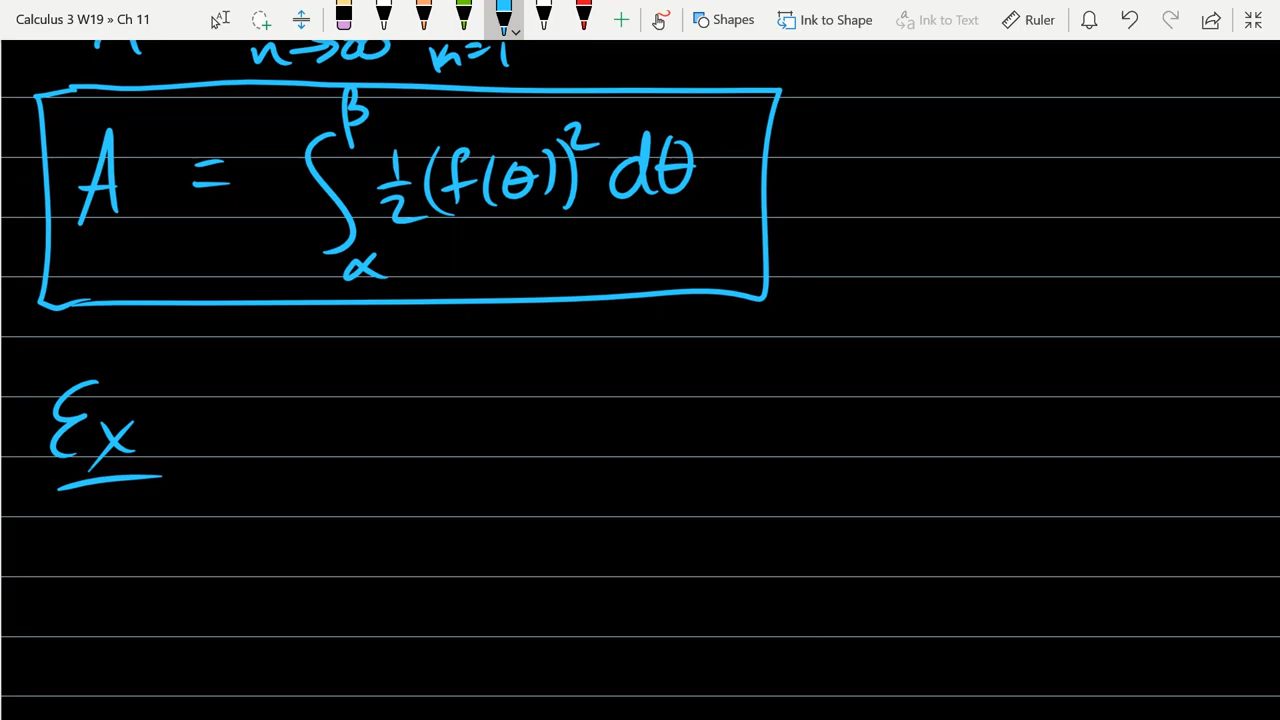 Calculus 3 W19 » Ch 11 Shapes Ink to Shape Ink to Text Ruler
n→∞ m=1
A = ∫_α^β ½(f(θ))² dθ
Ex